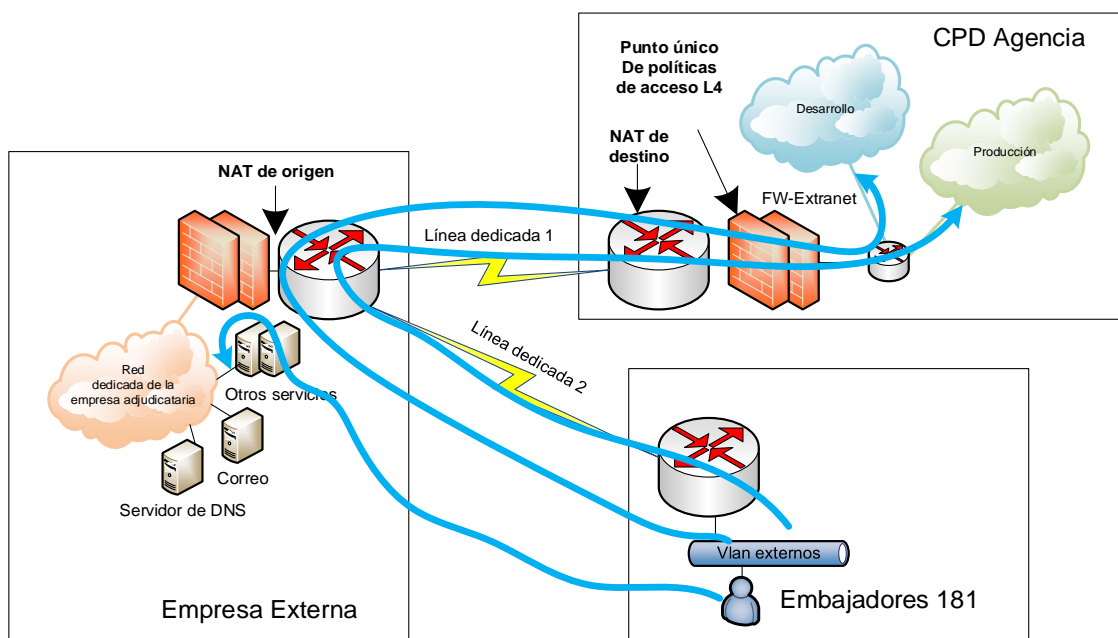 CPD Agencia
Punto único
De políticas
de acceso L4
Desarrollo
Producción
NAT de
destino
FW-Extranet
NAT de origen
Línea dedicada 1
Línea dedicada 2
Red
dedicada de la
empresa adjudicataria
Otros servicios
Correo
Servidor de DNS
Empresa Externa
Vlan externos
Embajadores 181